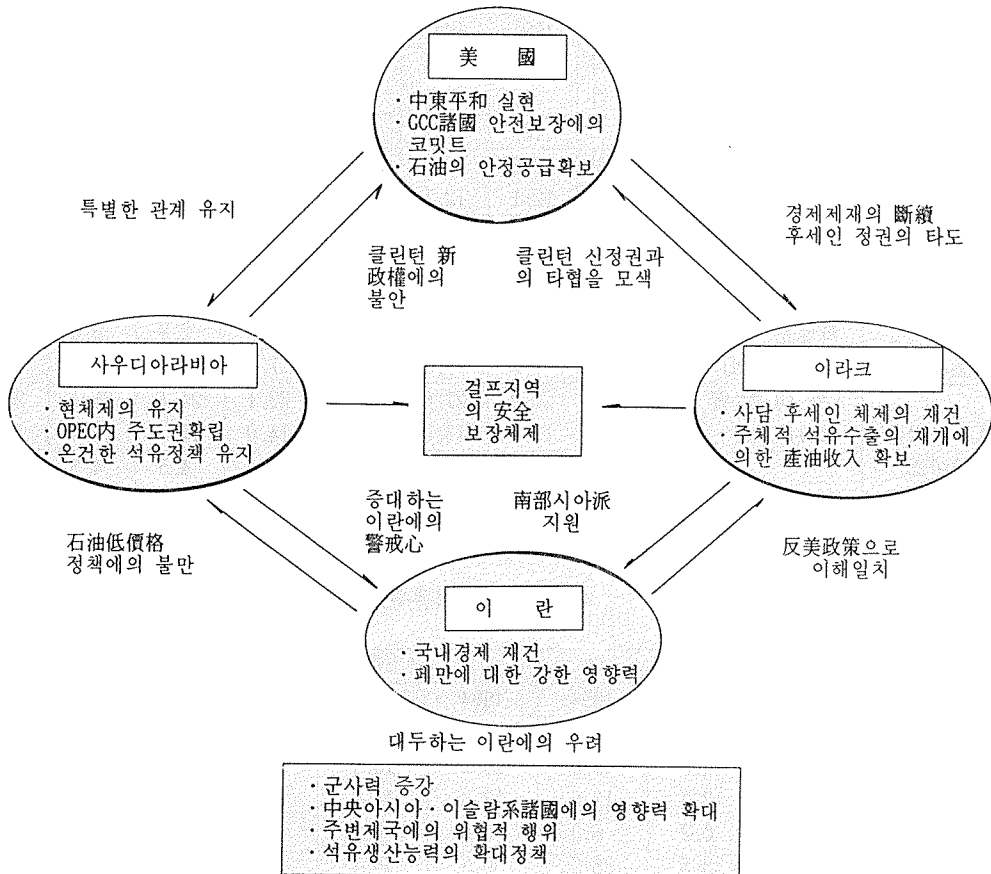 美 國
· 中東平和 실현
· GCC諸國 안전보장에의
코밋트
· 石油의 안정공급확보
특별한 관계 유지
경제제재의 斷續
후세인 정권의 타도
클린턴 新
政權에의
불안
클린턴 신정권과
의 타협을 모색
사우디아라비아
· 현체제의 유지
· OPEC內 주도권확립
· 온건한 석유정책 유지
걸프지역
의 安全
보장체제
이라크
· 사담 후세인 체제의 재건
· 주체적 석유수출의 재개에
의한 産油收入 확보
石油低價格
정책에의 불만
증대하는
이란에의
警戒心
南部시아派
지원
反美政策으로
이해일치
이 란
· 국내경제 재건
· 페만에 대한 강한 영향력
대두하는 이란에의 우려
· 군사력 증강
· 中央아시아 · 이슬람系諸國에의 영향력 확대
· 주변제국에의 위협적 행위
· 석유생산능력의 확대정책